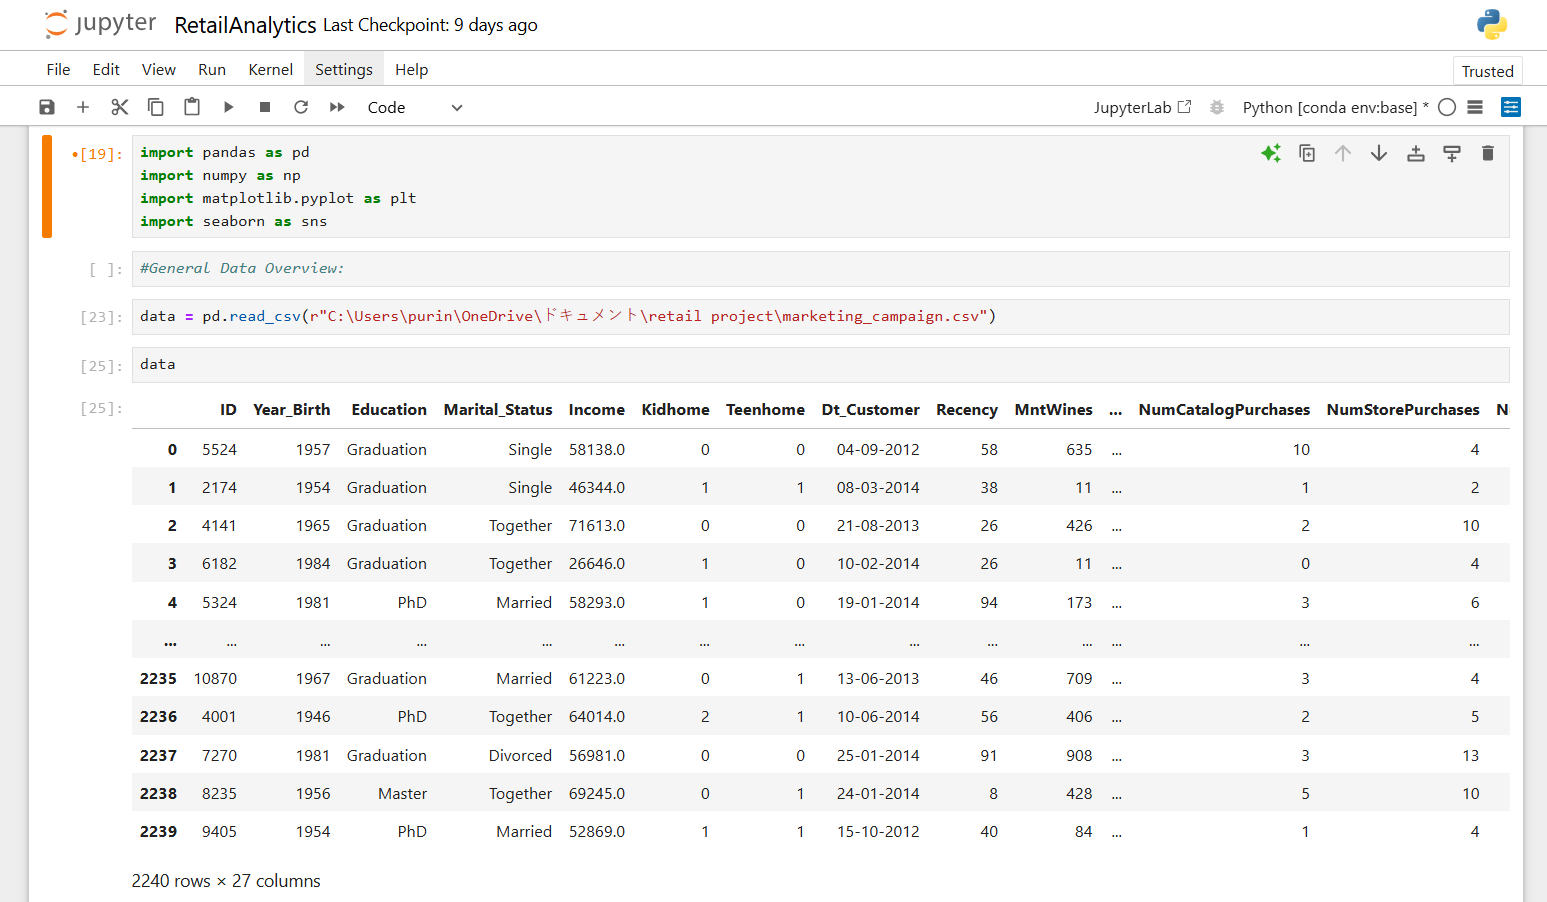 jupyter RetailAnalytics Last Checkpoint: 9 days ago
File Edit View Run Kernel Settings Help Trusted
Code JupyterLab Python [conda env:base] *
•[19]: import pandas as pd
import numpy as np
import matplotlib.pyplot as plt
import seaborn as sns
[ ]: #General Data Overview:
[23]: data = pd.read_csv(r"C:\Users\purin\OneDrive\ドキュメント\retail project\marketing_campaign.csv")
[25]: data
[25]: ID Year_Birth Education Marital_Status Income Kidhome Teenhome Dt_Customer Recency MntWines ... NumCatalogPurchases NumStorePurchases
0 5524 1957 Graduation Single 58138.0 0 0 04-09-2012 58 635 ... 10 4
1 2174 1954 Graduation Single 46344.0 1 1 08-03-2014 38 11 ... 1 2
2 4141 1965 Graduation Together 71613.0 0 0 21-08-2013 26 426 ... 2 10
3 6182 1984 Graduation Together 26646.0 1 0 10-02-2014 26 11 ... 0 4
4 5324 1981 PhD Married 58293.0 1 0 19-01-2014 94 173 ... 3 6
... ... ... ... ... ... ... ... ... ... ... ... ... ...
2235 10870 1967 Graduation Married 61223.0 0 1 13-06-2013 46 709 ... 3 4
2236 4001 1946 PhD Together 64014.0 2 1 10-06-2014 56 406 ... 2 5
2237 7270 1981 Graduation Divorced 56981.0 0 0 25-01-2014 91 908 ... 3 13
2238 8235 1956 Master Together 69245.0 0 1 24-01-2014 8 428 ... 5 10
2239 9405 1954 PhD Married 52869.0 1 1 15-10-2012 40 84 ... 1 4
2240 rows × 27 columns